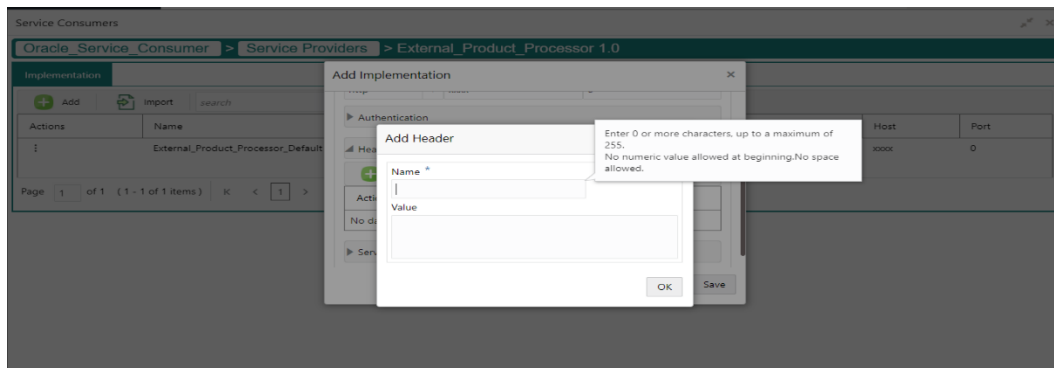 Service Consumers
Oracle_Service_Consumer > Service Providers > External_Product_Processor 1.0
Implementation
Add Implementation
Add
Import
search
Authentication
Actions
Name
Host
Port
External_Product_Processor_Default
xxxx
0
Page 1 of 1 (1 - 1 of 1 items) K < 1 >
Add Header
Enter 0 or more characters, up to a maximum of
255.
No numeric value allowed at beginning.No space
allowed.
Name *
Value
No da
OK
Save